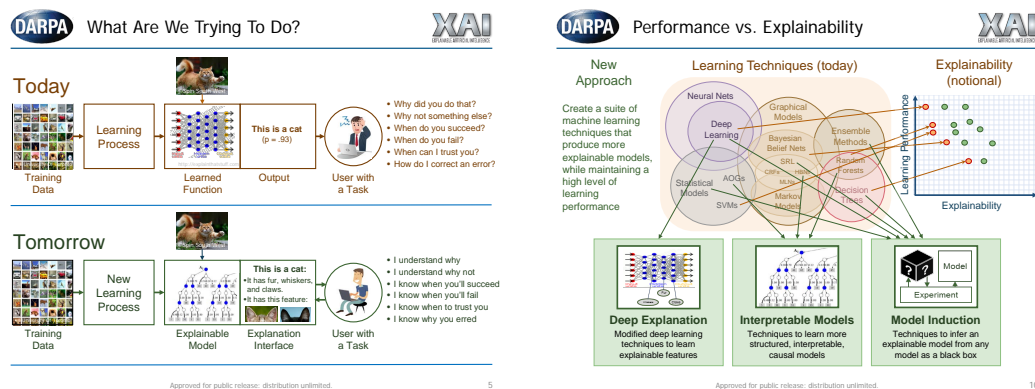 DARPA
What Are We Trying To Do?
XAI
EXPLAINABLE ARTIFICIAL INTELLIGENCE
Today
Training
Data
Learning
Process
Learned
Function
This is a cat
(p = .93)
Output
User with
a Task
• Why did you do that?
• Why not something else?
• When do you succeed?
• When do you fail?
• When can I trust you?
• How do I correct an error?
Tomorrow
Training
Data
New
Learning
Process
Explainable
Model
This is a cat:
•It has fur, whiskers,
and claws.
•It has this feature:
Explanation
Interface
User with
a Task
• I understand why
• I understand why not
• I know when you'll succeed
• I know when you'll fail
• I know when to trust you
• I know why you erred
Approved for public release: distribution unlimited.
5
DARPA
Performance vs. Explainability
XAI
EXPLAINABLE ARTIFICIAL INTELLIGENCE
New
Approach
Create a suite of
machine learning
techniques that
produce more
explainable models,
while maintaining a
high level of
learning
performance
Learning Techniques (today)
Neural Nets
Deep
Learning
Graphical
Models
Bayesian
Belief Nets
Ensemble
Methods
SRL
Random
Forests
CRFs
HBNs
AOGs
MLNs
Statistical
Models
Decision
Trees
SVMs
Markov
Models
Explainability
(notional)
Learning Performance
Explainability
Deep Explanation
Modified deep learning
techniques to learn
explainable features
Interpretable Models
Techniques to learn more
structured, interpretable,
causal models
? ?
Model
Experiment
Model Induction
Techniques to infer an
explainable model from any
model as a black box
Approved for public release: distribution unlimited.